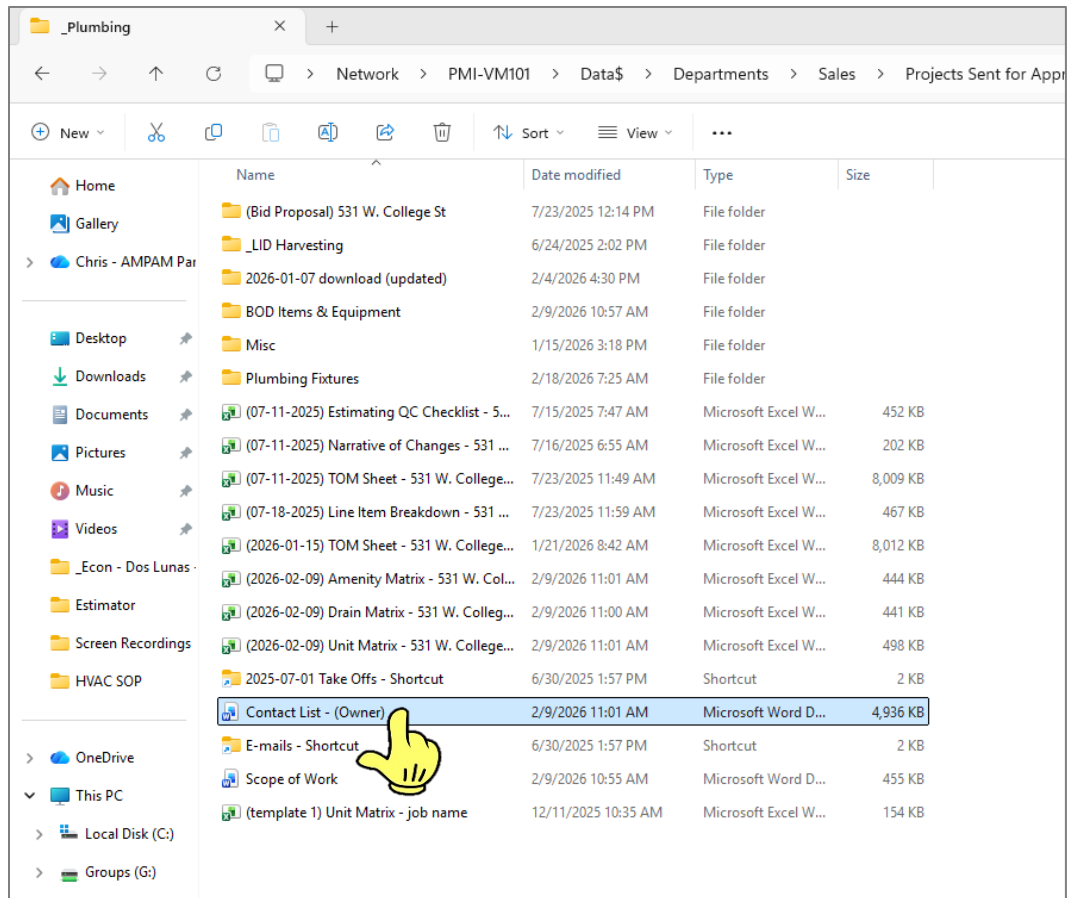 _Plumbing
Network > PMI-VM101 > Data$ > Departments > Sales > Projects Sent for Appr
New Sort View ...
Name Date modified Type Size
Home
Gallery
Chris - AMPAM Par
Desktop
Downloads
Documents
Pictures
Music
Videos
_Econ - Dos Lunas -
Estimator
Screen Recordings
HVAC SOP
OneDrive
This PC
Local Disk (C:)
Groups (G:)
(Bid Proposal) 531 W. College St 7/23/2025 12:14 PM File folder
_LID Harvesting 6/24/2025 2:02 PM File folder
2026-01-07 download (updated) 2/4/2026 4:30 PM File folder
BOD Items & Equipment 2/9/2026 10:57 AM File folder
Misc 1/15/2026 3:18 PM File folder
Plumbing Fixtures 2/18/2026 7:25 AM File folder
(07-11-2025) Estimating QC Checklist - 5... 7/15/2025 7:47 AM Microsoft Excel W... 452 KB
(07-11-2025) Narrative of Changes - 531 ... 7/16/2025 6:55 AM Microsoft Excel W... 202 KB
(07-11-2025) TOM Sheet - 531 W. College... 7/23/2025 11:49 AM Microsoft Excel W... 8,009 KB
(07-18-2025) Line Item Breakdown - 531 ... 7/23/2025 11:59 AM Microsoft Excel W... 467 KB
(2026-01-15) TOM Sheet - 531 W. College... 1/21/2026 8:42 AM Microsoft Excel W... 8,012 KB
(2026-02-09) Amenity Matrix - 531 W. Col... 2/9/2026 11:01 AM Microsoft Excel W... 444 KB
(2026-02-09) Drain Matrix - 531 W. Colleg... 2/9/2026 11:00 AM Microsoft Excel W... 441 KB
(2026-02-09) Unit Matrix - 531 W. College... 2/9/2026 11:01 AM Microsoft Excel W... 498 KB
2025-07-01 Take Offs - Shortcut 6/30/2025 1:57 PM Shortcut 2 KB
Contact List - (Owner) 2/9/2026 11:01 AM Microsoft Word D... 4,936 KB
E-mails - Shortcut 6/30/2025 1:57 PM Shortcut 2 KB
Scope of Work 2/9/2026 10:55 AM Microsoft Word D... 455 KB
(template 1) Unit Matrix - job name 12/11/2025 10:35 AM Microsoft Excel W... 154 KB